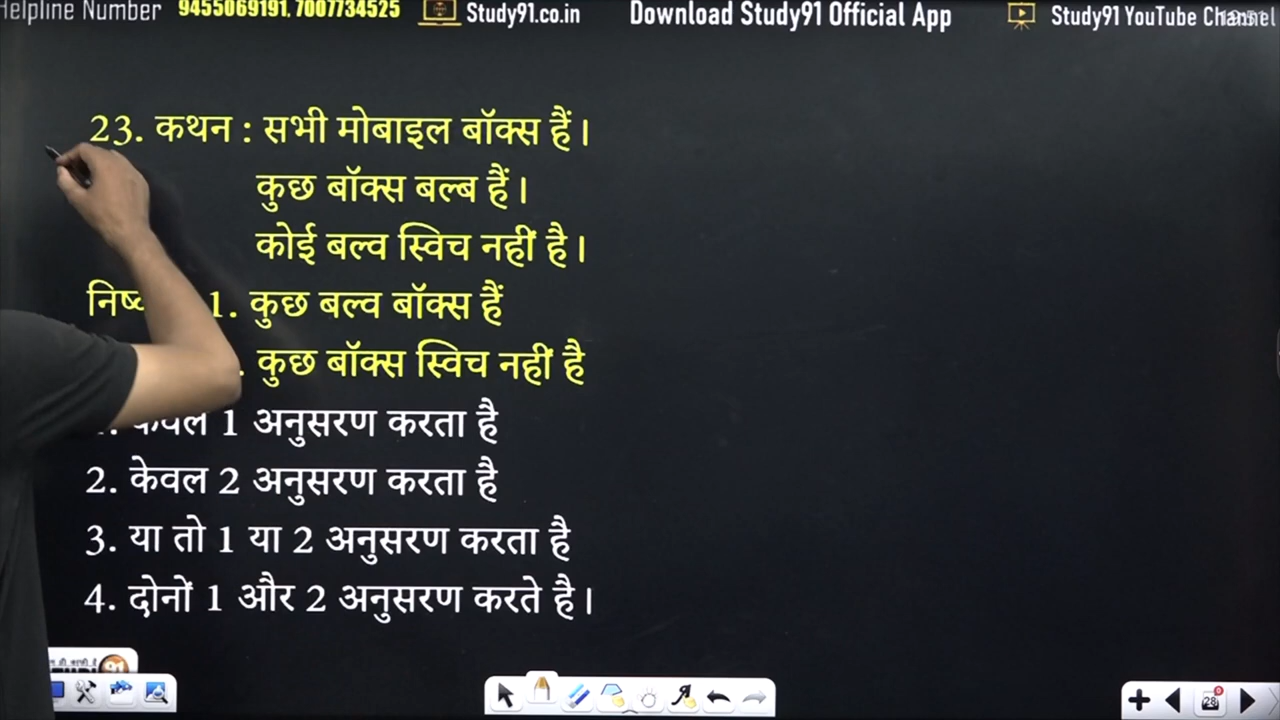 Helpline Number 9455069191. 7007734525 Study91.co.in Download Study91 Official App Study91 YouTube Channel
23. कथन : सभी मोबाइल बॉक्स हैं।
कुछ बॉक्स बल्ब हैं।
कोई बल्व स्विच नहीं है।
1. कुछ बल्व बॉक्स हैं
कुछ बॉक्स स्विच नहीं है
केवल 1 अनुसरण करता है
2. केवल 2 अनुसरण करता है
3. या तो 1 या 2 अनुसरण करता है
4. दोनों 1 और 2 अनुसरण करते है।
28